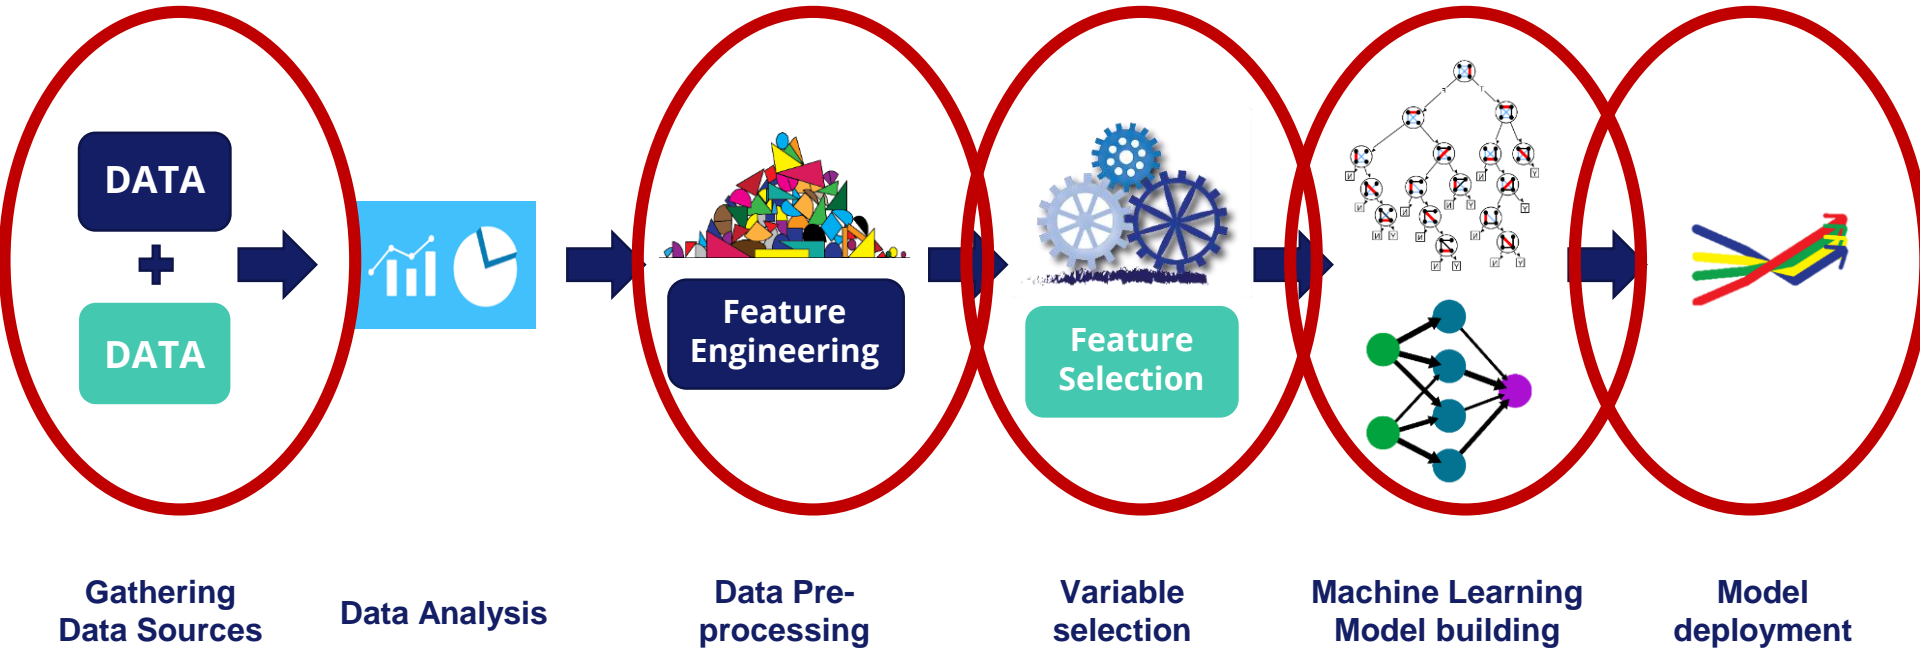 DATA
DATA
Feature
Engineering
Feature
Selection
Gathering
Data Sources
Data Analysis
Data Pre-
processing
Variable
selection
Machine Learning
Model building
Model
deployment